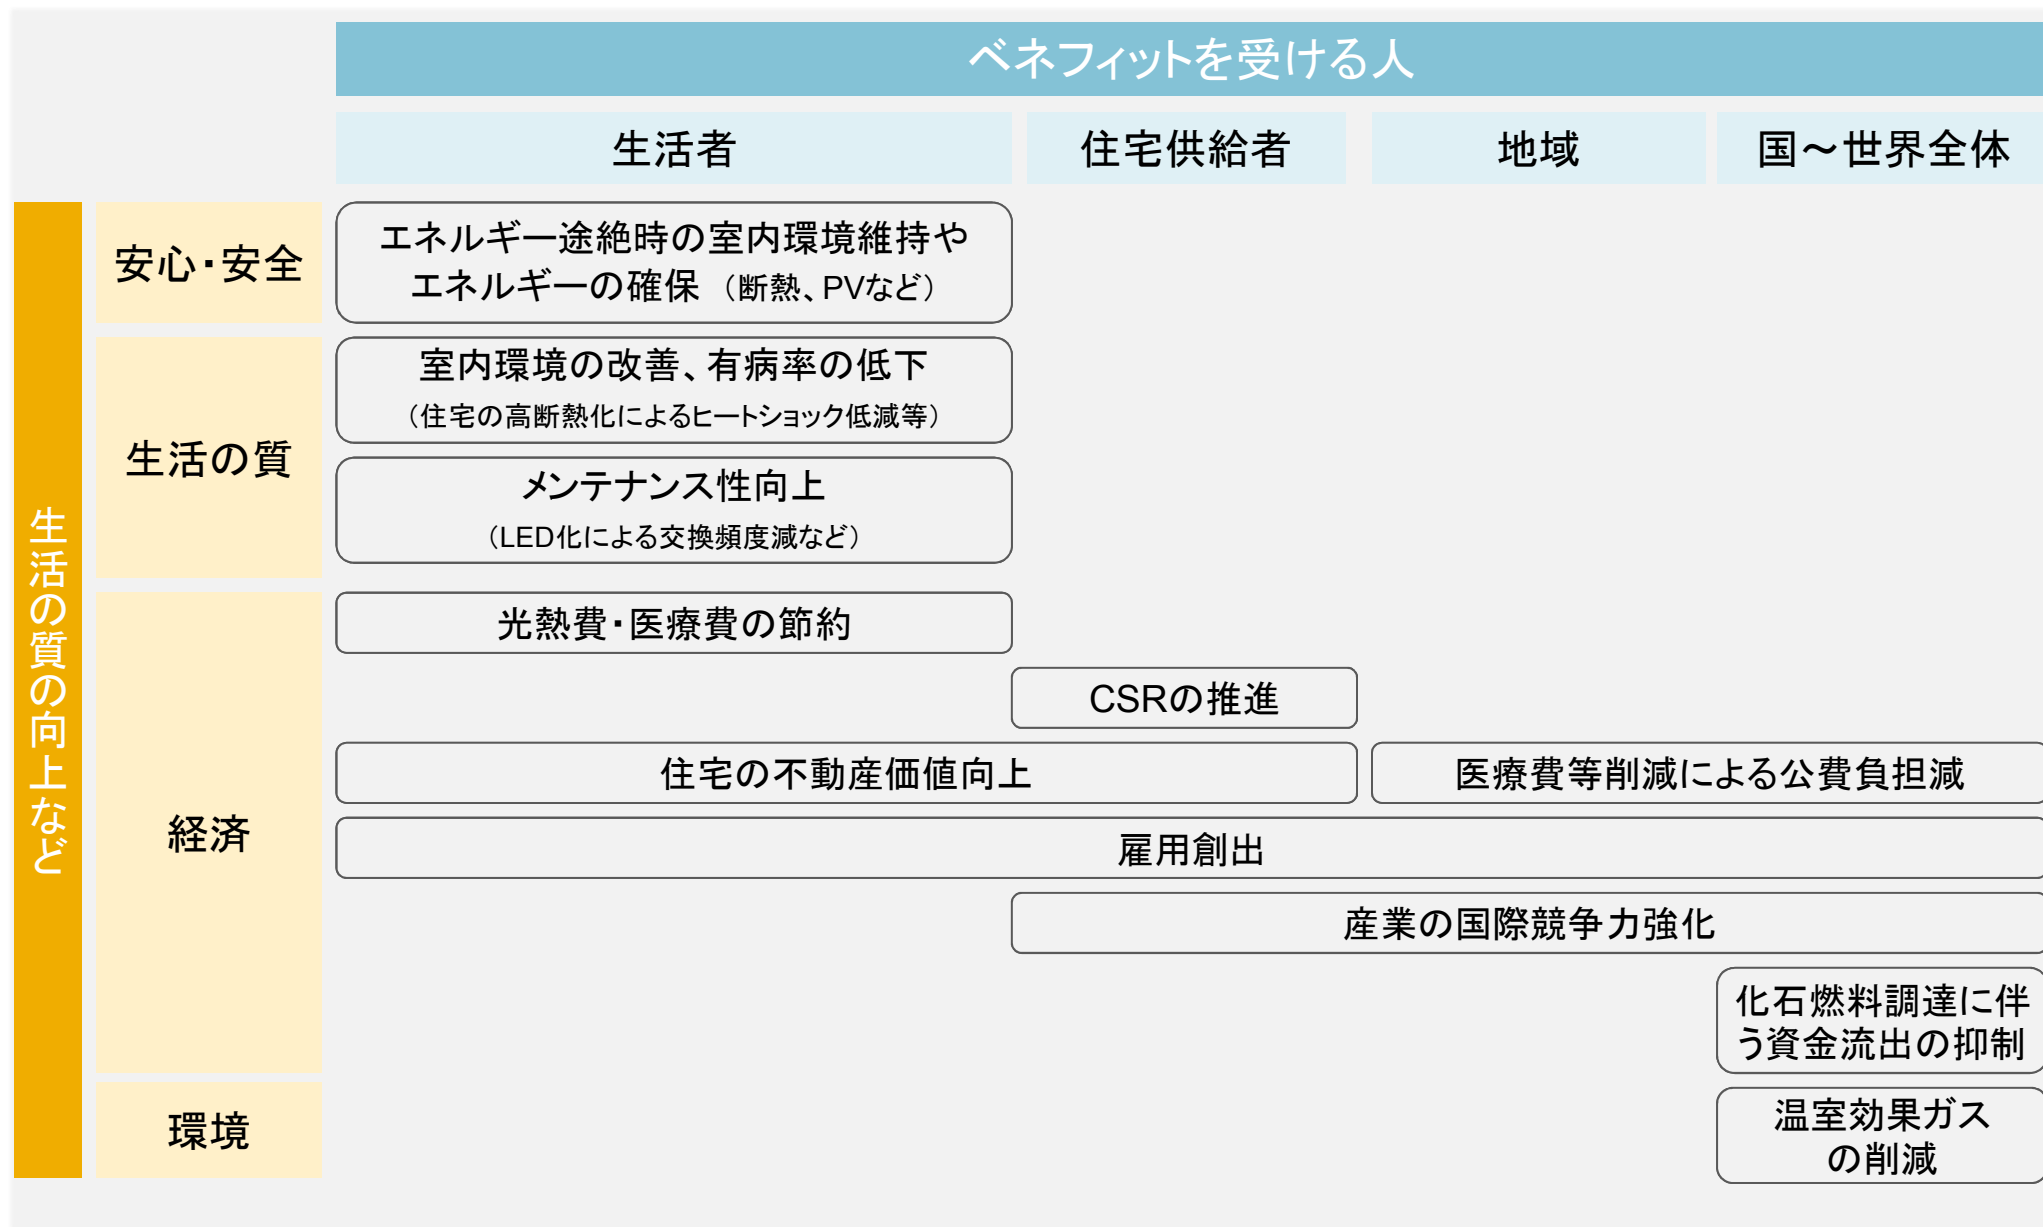 ベネフィットを受ける人
生活者
住宅供給者
地域
国～世界全体
生活の質の向上など
安心・安全
エネルギー途絶時の室内環境維持や
エネルギーの確保 （断熱、PVなど）
生活の質
室内環境の改善、有病率の低下
（住宅の高断熱化によるヒートショック低減等）
メンテナンス性向上
（LED化による交換頻度減など）
経済
光熱費・医療費の節約
CSRの推進
住宅の不動産価値向上
医療費等削減による公費負担減
雇用創出
産業の国際競争力強化
化石燃料調達に伴
う資金流出の抑制
環境
温室効果ガス
の削減